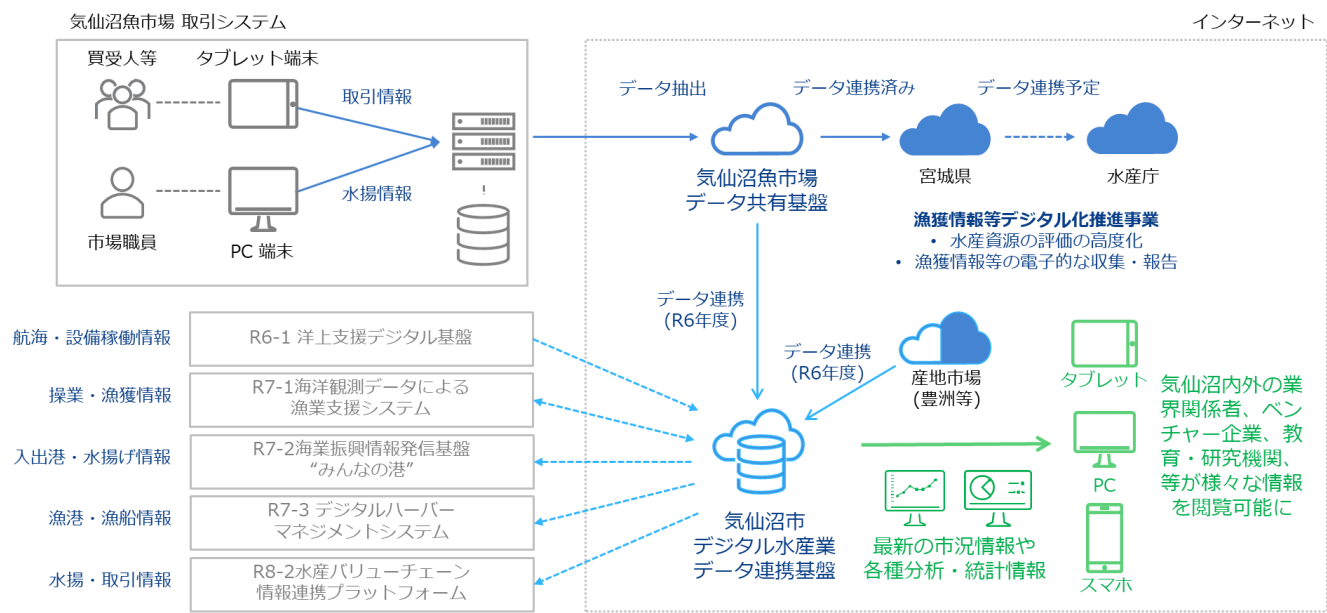 気仙沼魚市場 取引システム
インターネット
買受人等
タブレット端末
取引情報
水揚情報
市場職員
PC 端末
データ抽出
データ連携済み
データ連携予定
気仙沼魚市場
データ共有基盤
宮城県
水産庁
漁獲情報等デジタル化推進事業
• 水産資源の評価の高度化
• 漁獲情報等の電子的な収集・報告
データ連携
(R6年度)
データ連携
(R6年度)
産地市場
(豊洲等)
航海・設備稼働情報
R6-1 洋上支援デジタル基盤
操業・漁獲情報
R7-1海洋観測データによる
漁業支援システム
入出港・水揚げ情報
R7-2海業振興情報発信基盤
“みんなの港”
漁港・漁船情報
R7-3 デジタルハーバー
マネジメントシステム
水揚・取引情報
R8-2水産バリューチェーン
情報連携プラットフォーム
気仙沼市
デジタル水産業
データ連携基盤
最新の市況情報や
各種分析・統計情報
タブレット
PC
スマホ
気仙沼内外の業
界関係者、ベン
チャー企業、教
育・研究機関、
等が様々な情報
を閲覧可能に